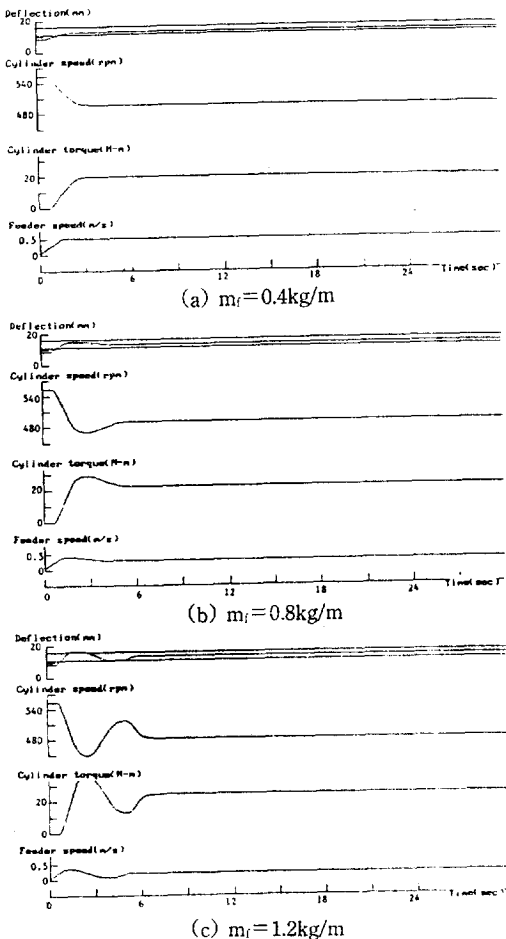 Deflection(mm)
20
0
Cylinder speed(rpm)
540
480
Cylinder torque(M-m)
20
0
Feeder speed(m/s)
0.5
0
0 6 12 18 24 Time(sec)
(a) mf=0.4kg/m
Deflection(mm)
20
0
Cylinder speed(rpm)
540
480
Cylinder torque(M-m)
20
0
Feeder speed(m/s)
0.5
0
0 6 12 18 24 Time(sec)
(b) mf=0.8kg/m
Deflection(mm)
20
0
Cylinder speed(rpm)
540
480
Cylinder torque(M-m)
20
0
Feeder speed(m/s)
0.5
0
0 6 12 18 24 Time(sec)
(c) mf=1.2kg/m